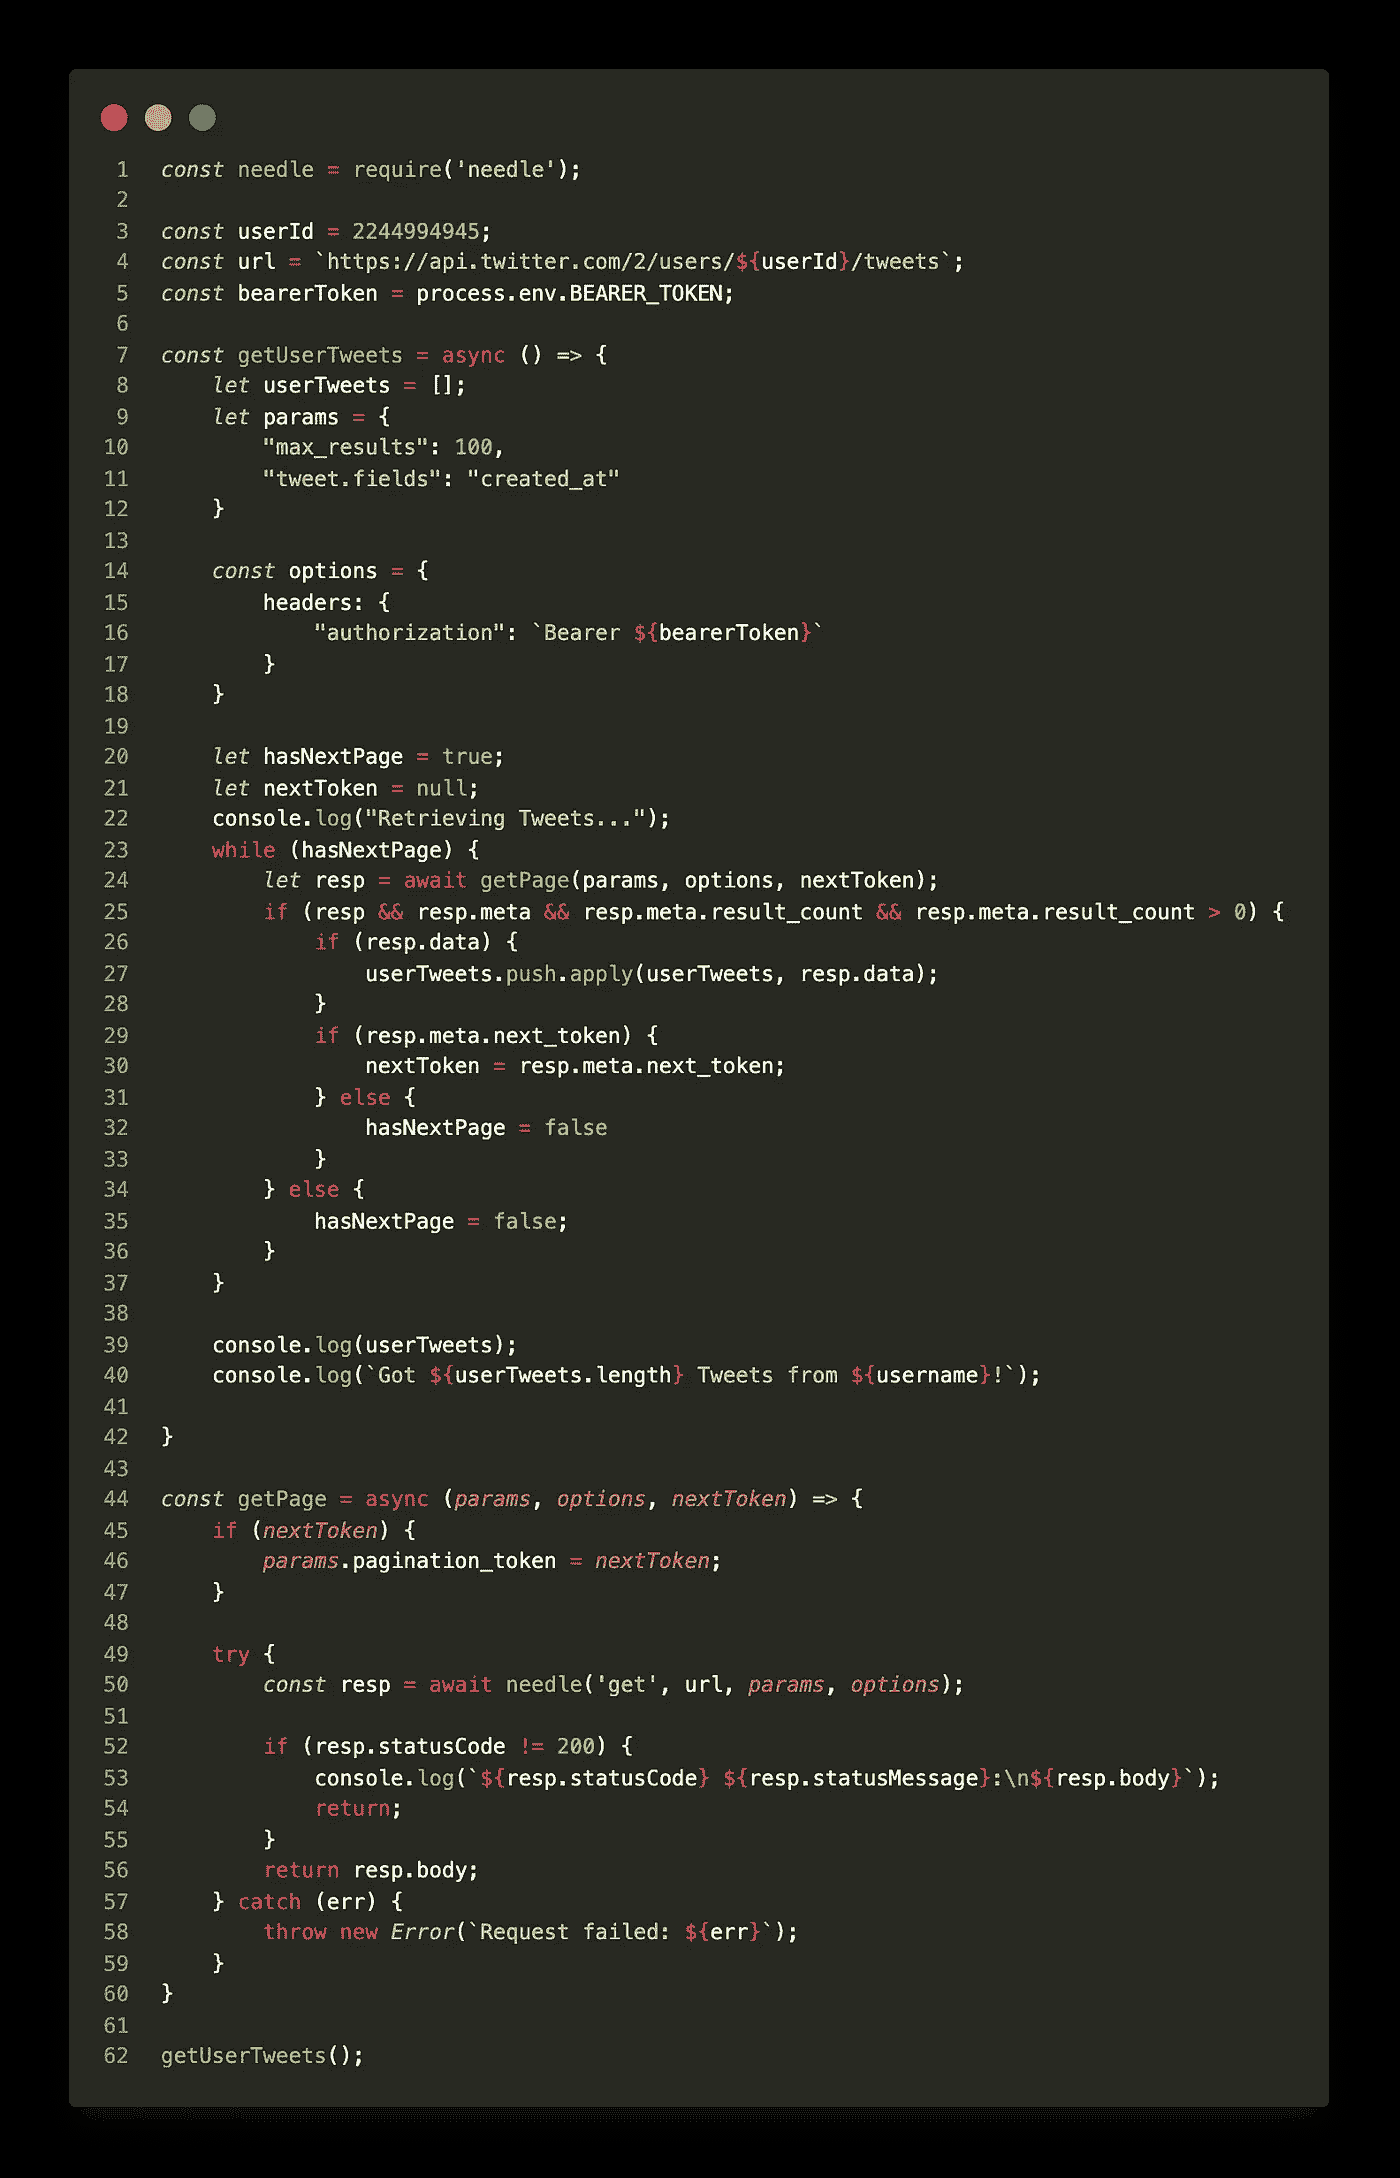 1 const needle = require('needle');
2
3 const userId = 2244994945;
4 const url = `https://api.twitter.com/2/users/${userId}/tweets`;
5 const bearerToken = process.env.BEARER_TOKEN;
6
7 const getUserTweets = async () => {
8     let userTweets = [];
9     let params = {
10         "max_results": 100,
11         "tweet.fields": "created_at"
12     }
13
14     const options = {
15         headers: {
16             "authorization": `Bearer ${bearerToken}`
17         }
18     }
19
20     let hasNextPage = true;
21     let nextToken = null;
22     console.log("Retrieving Tweets...");
23     while (hasNextPage) {
24         let resp = await getPage(params, options, nextToken);
25         if (resp && resp.meta && resp.meta.result_count && resp.meta.result_count > 0) {
26             if (resp.data) {
27                 userTweets.push.apply(userTweets, resp.data);
28             }
29             if (resp.meta.next_token) {
30                 nextToken = resp.meta.next_token;
31             } else {
32                 hasNextPage = false
33             }
34         } else {
35             hasNextPage = false;
36         }
37     }
38
39     console.log(userTweets);
40     console.log(`Got ${userTweets.length} Tweets from ${username}!`);
41
42 }
43
44 const getPage = async (params, options, nextToken) => {
45     if (nextToken) {
46         params.pagination_token = nextToken;
47     }
48
49     try {
50         const resp = await needle('get', url, params, options);
51
52         if (resp.statusCode != 200) {
53             console.log(`${resp.statusCode} ${resp.statusMessage}:\n${resp.body}`);
54             return;
55         }
56         return resp.body;
57     } catch (err) {
58         throw new Error(`Request failed: ${err}`);
59     }
60 }
61
62 getUserTweets();